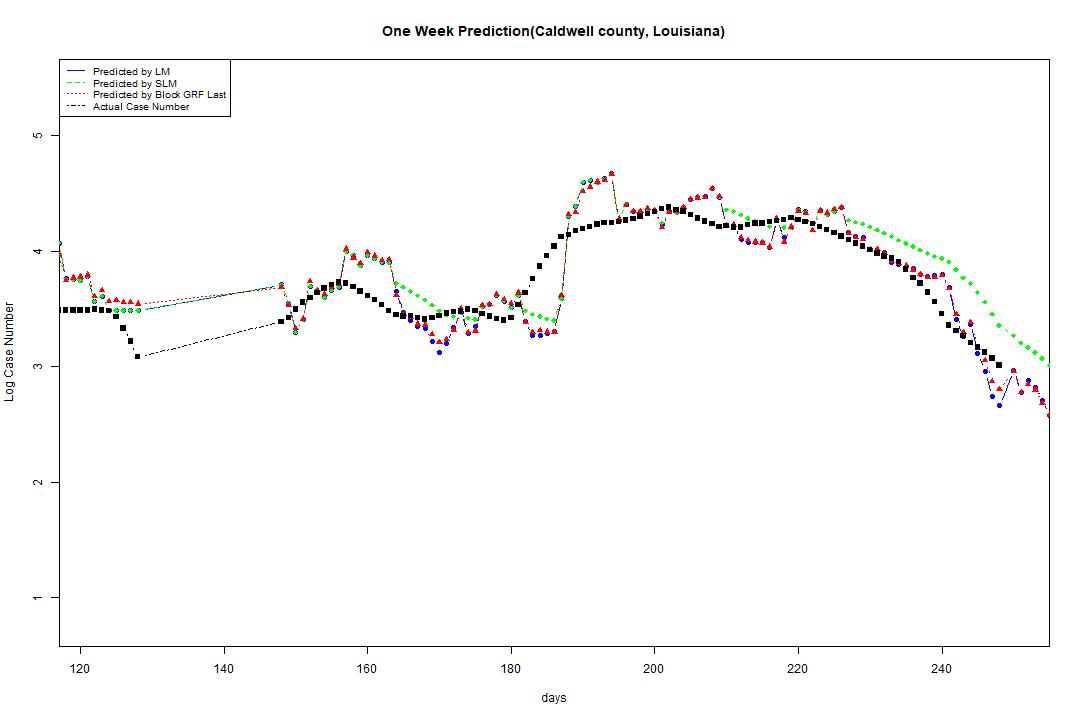 One Week Prediction(Caldwell county, Louisiana)
Predicted by LM
Predicted by SLM
Predicted by Block GRF Last
Actual Case Number
Log Case Number
5
4
3
2
1
120 140 160 180 200 220 240
days